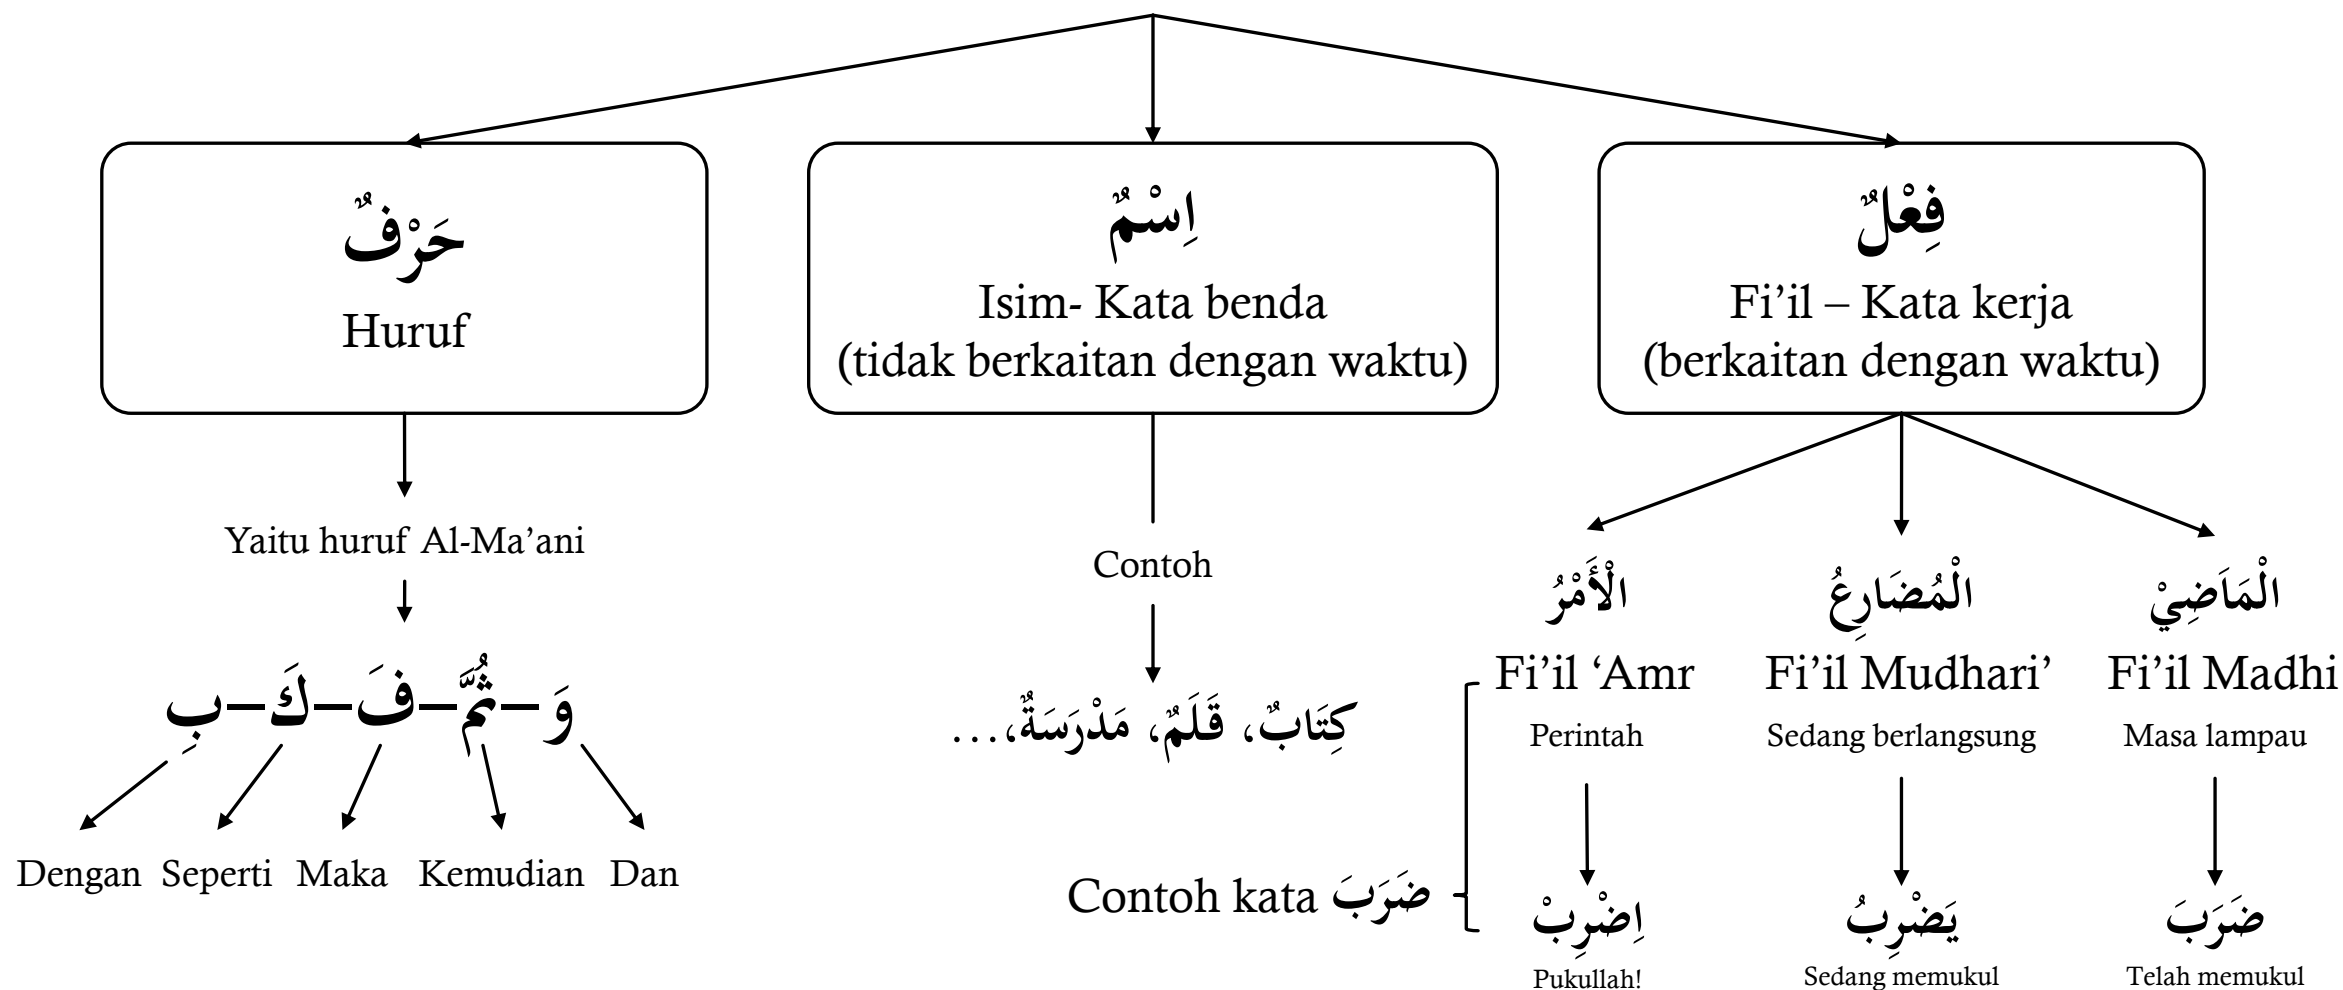 حَرْفٌ
Huruf
اِسْمٌ
Isim- Kata benda
(tidak berkaitan dengan waktu)
فِعْلٌ
Fi’il – Kata kerja
(berkaitan dengan waktu)
Yaitu huruf Al-Ma’ani
وَ – ثُمَّ – فَ – كَ – بِ
Dengan Seperti Maka Kemudian Dan
Contoh
كِتَابٌ، قَلَمٌ، مَدْرَسَةٌ،...
الْأَمْرُ
Fi’il ‘Amr
Perintah
الْمُضَارِعُ
Fi’il Mudhari’
Sedang berlangsung
الْمَاَضِيْ
Fi’il Madhi
Masa lampau
Contoh kata ضَرَبَ
اِضْرِبْ
Pukullah!
يَضْرِبُ
Sedang memukul
ضَرَبَ
Telah memukul